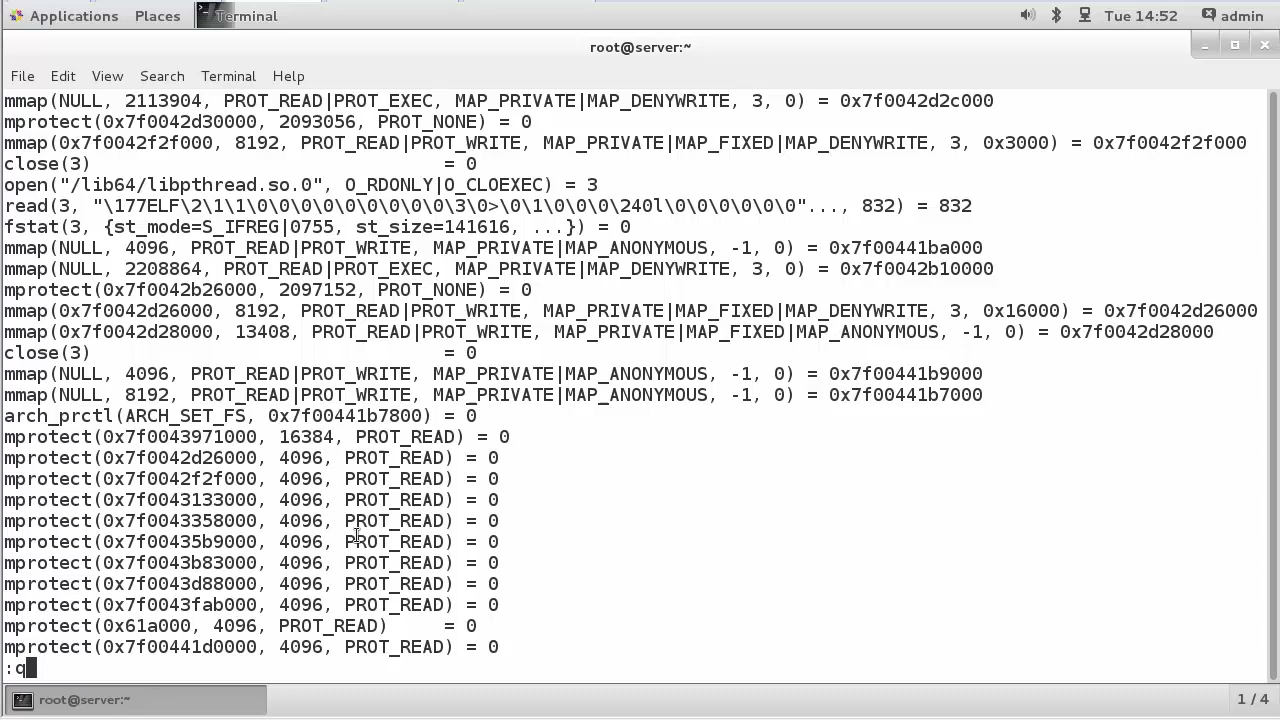 Applications Places Terminal Tue 14:52 admin
root@server:~
File Edit View Search Terminal Help
mmap(NULL, 2113904, PROT_READ|PROT_EXEC, MAP_PRIVATE|MAP_DENYWRITE, 3, 0) = 0x7f0042d2c000
mprotect(0x7f0042d30000, 2093056, PROT_NONE) = 0
mmap(0x7f0042f2f000, 8192, PROT_READ|PROT_WRITE, MAP_PRIVATE|MAP_FIXED|MAP_DENYWRITE, 3, 0x3000) = 0x7f0042f2f000
close(3)                                = 0
open("/lib64/libpthread.so.0", O_RDONLY|O_CLOEXEC) = 3
read(3, "\177ELF\2\1\1\0\0\0\0\0\0\0\0\0\3\0>\0\1\0\0\0\240l\0\0\0\0\0\0"..., 832) = 832
fstat(3, {st_mode=S_IFREG|0755, st_size=141616, ...}) = 0
mmap(NULL, 4096, PROT_READ|PROT_WRITE, MAP_PRIVATE|MAP_ANONYMOUS, -1, 0) = 0x7f00441ba000
mmap(NULL, 2208864, PROT_READ|PROT_EXEC, MAP_PRIVATE|MAP_DENYWRITE, 3, 0) = 0x7f0042b10000
mprotect(0x7f0042b26000, 2097152, PROT_NONE) = 0
mmap(0x7f0042d26000, 8192, PROT_READ|PROT_WRITE, MAP_PRIVATE|MAP_FIXED|MAP_DENYWRITE, 3, 0x16000) = 0x7f0042d26000
mmap(0x7f0042d28000, 13408, PROT_READ|PROT_WRITE, MAP_PRIVATE|MAP_FIXED|MAP_ANONYMOUS, -1, 0) = 0x7f0042d28000
close(3)                                = 0
mmap(NULL, 4096, PROT_READ|PROT_WRITE, MAP_PRIVATE|MAP_ANONYMOUS, -1, 0) = 0x7f00441b9000
mmap(NULL, 8192, PROT_READ|PROT_WRITE, MAP_PRIVATE|MAP_ANONYMOUS, -1, 0) = 0x7f00441b7000
arch_prctl(ARCH_SET_FS, 0x7f00441b7800) = 0
mprotect(0x7f0043971000, 16384, PROT_READ) = 0
mprotect(0x7f0042d26000, 4096, PROT_READ) = 0
mprotect(0x7f0042f2f000, 4096, PROT_READ) = 0
mprotect(0x7f0043133000, 4096, PROT_READ) = 0
mprotect(0x7f0043358000, 4096, PROT_READ) = 0
mprotect(0x7f00435b9000, 4096, PROT_READ) = 0
mprotect(0x7f0043b83000, 4096, PROT_READ) = 0
mprotect(0x7f0043d88000, 4096, PROT_READ) = 0
mprotect(0x7f0043fab000, 4096, PROT_READ) = 0
mprotect(0x61a000, 4096, PROT_READ)     = 0
mprotect(0x7f00441d0000, 4096, PROT_READ) = 0
:q
root@server:~ 1 / 4